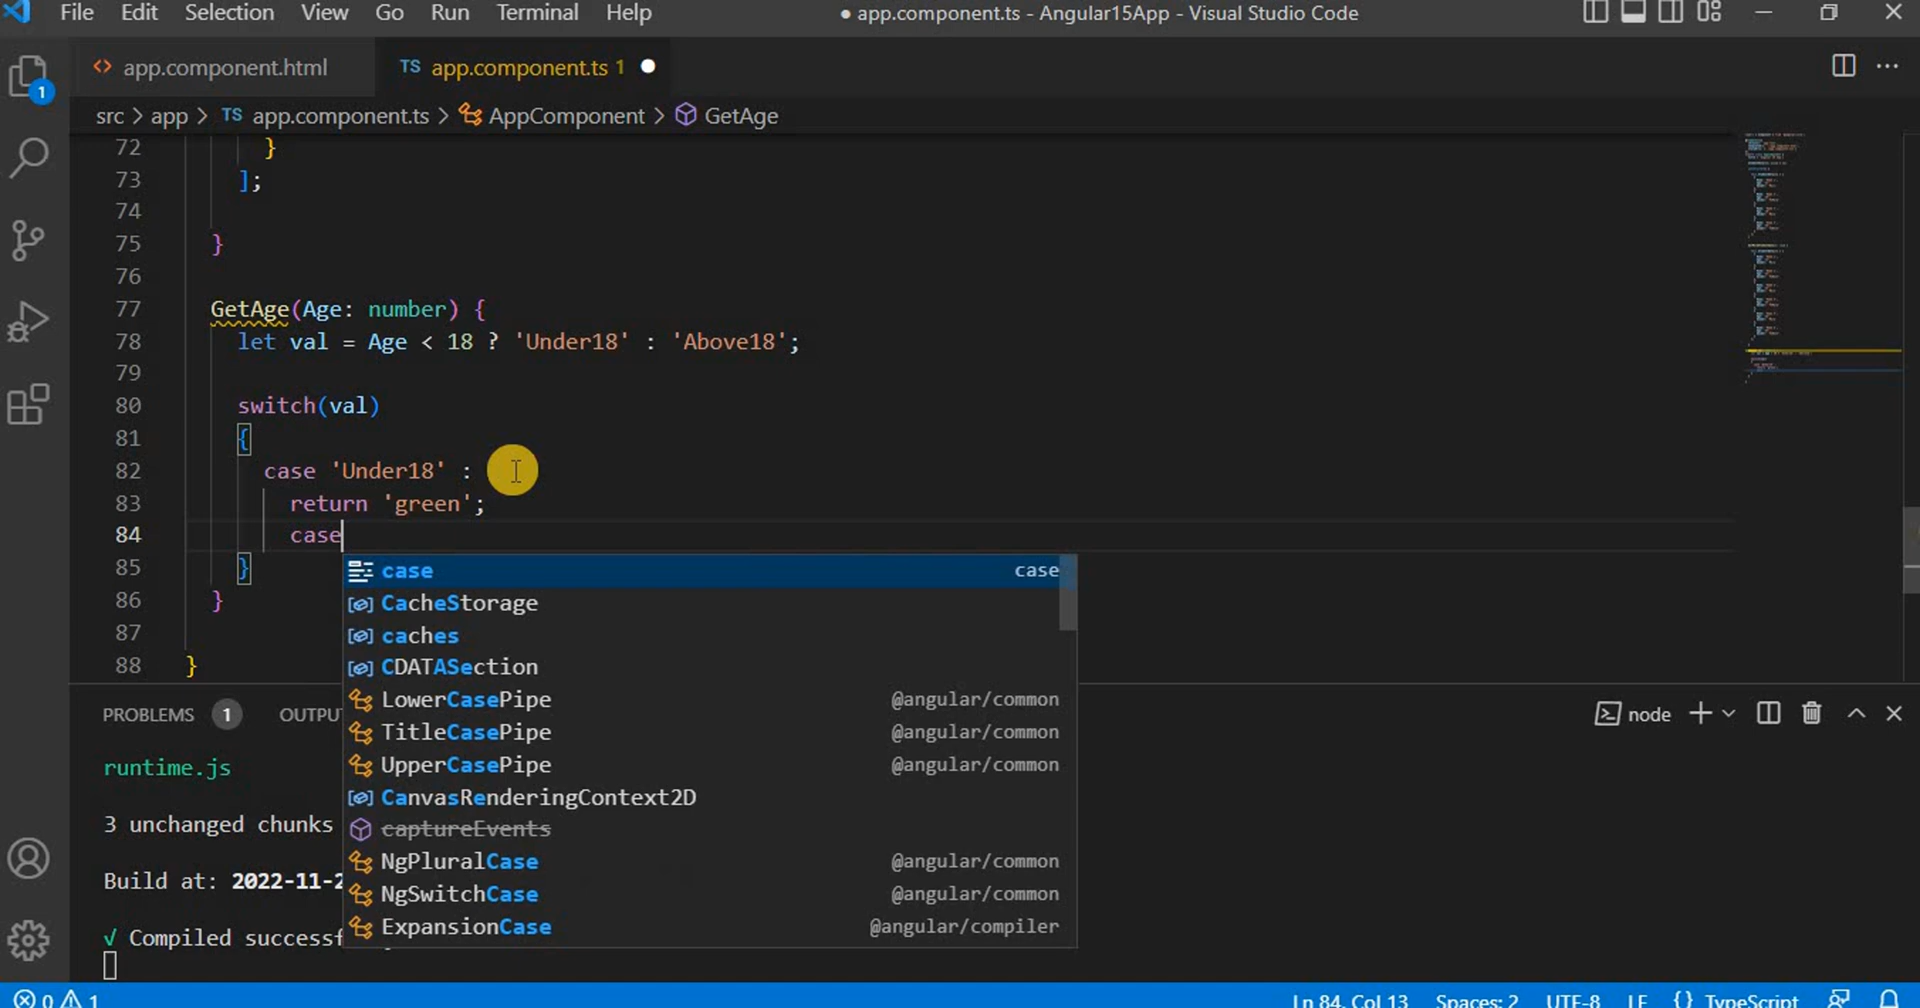 File Edit Selection View Go Run Terminal Help ● app.component.ts - Angular15App - Visual Studio Code
<> app.component.html TS app.component.ts 1 ●
1
src > app > TS app.component.ts > AppComponent > GetAge
72 }
73 ];
74
75 }
76
77 GetAge(Age: number) {
78 let val = Age < 18 ? 'Under18' : 'Above18';
79
80 switch(val)
81 {
82 case 'Under18' :
83 return 'green';
84 case
85 }
86 }
87
88 }
case case
CacheStorage
caches
CDATASection
LowerCasePipe @angular/common
TitleCasePipe @angular/common
UpperCasePipe @angular/common
CanvasRenderingContext2D
captureEvents
NgPluralCase @angular/common
NgSwitchCase @angular/common
ExpansionCase @angular/compiler
PROBLEMS 1 OUTPU node
runtime.js
3 unchanged chunks
Build at: 2022-11-2
√ Compiled successf
0 1 Ln 84, Col 13 Spaces: 2 UTF-8 LF {} TypeScript